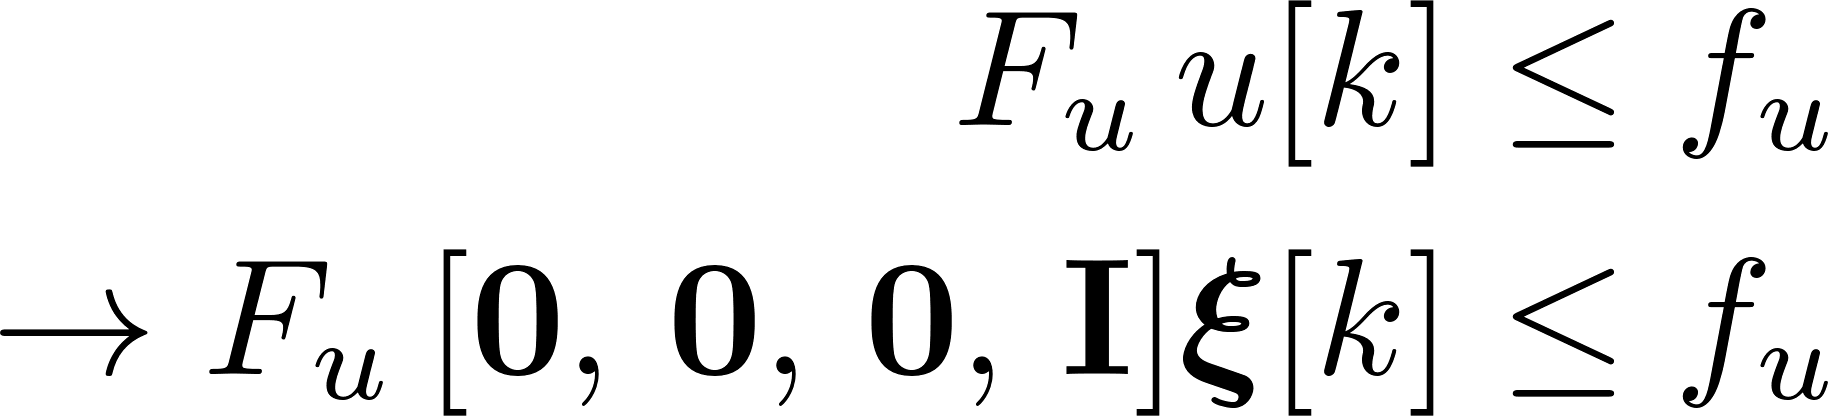 F_u u[k] ≤ f_u
→ F_u [𝟎, 𝟎, 𝟎, 𝐈]𝝃[k] ≤ f_u